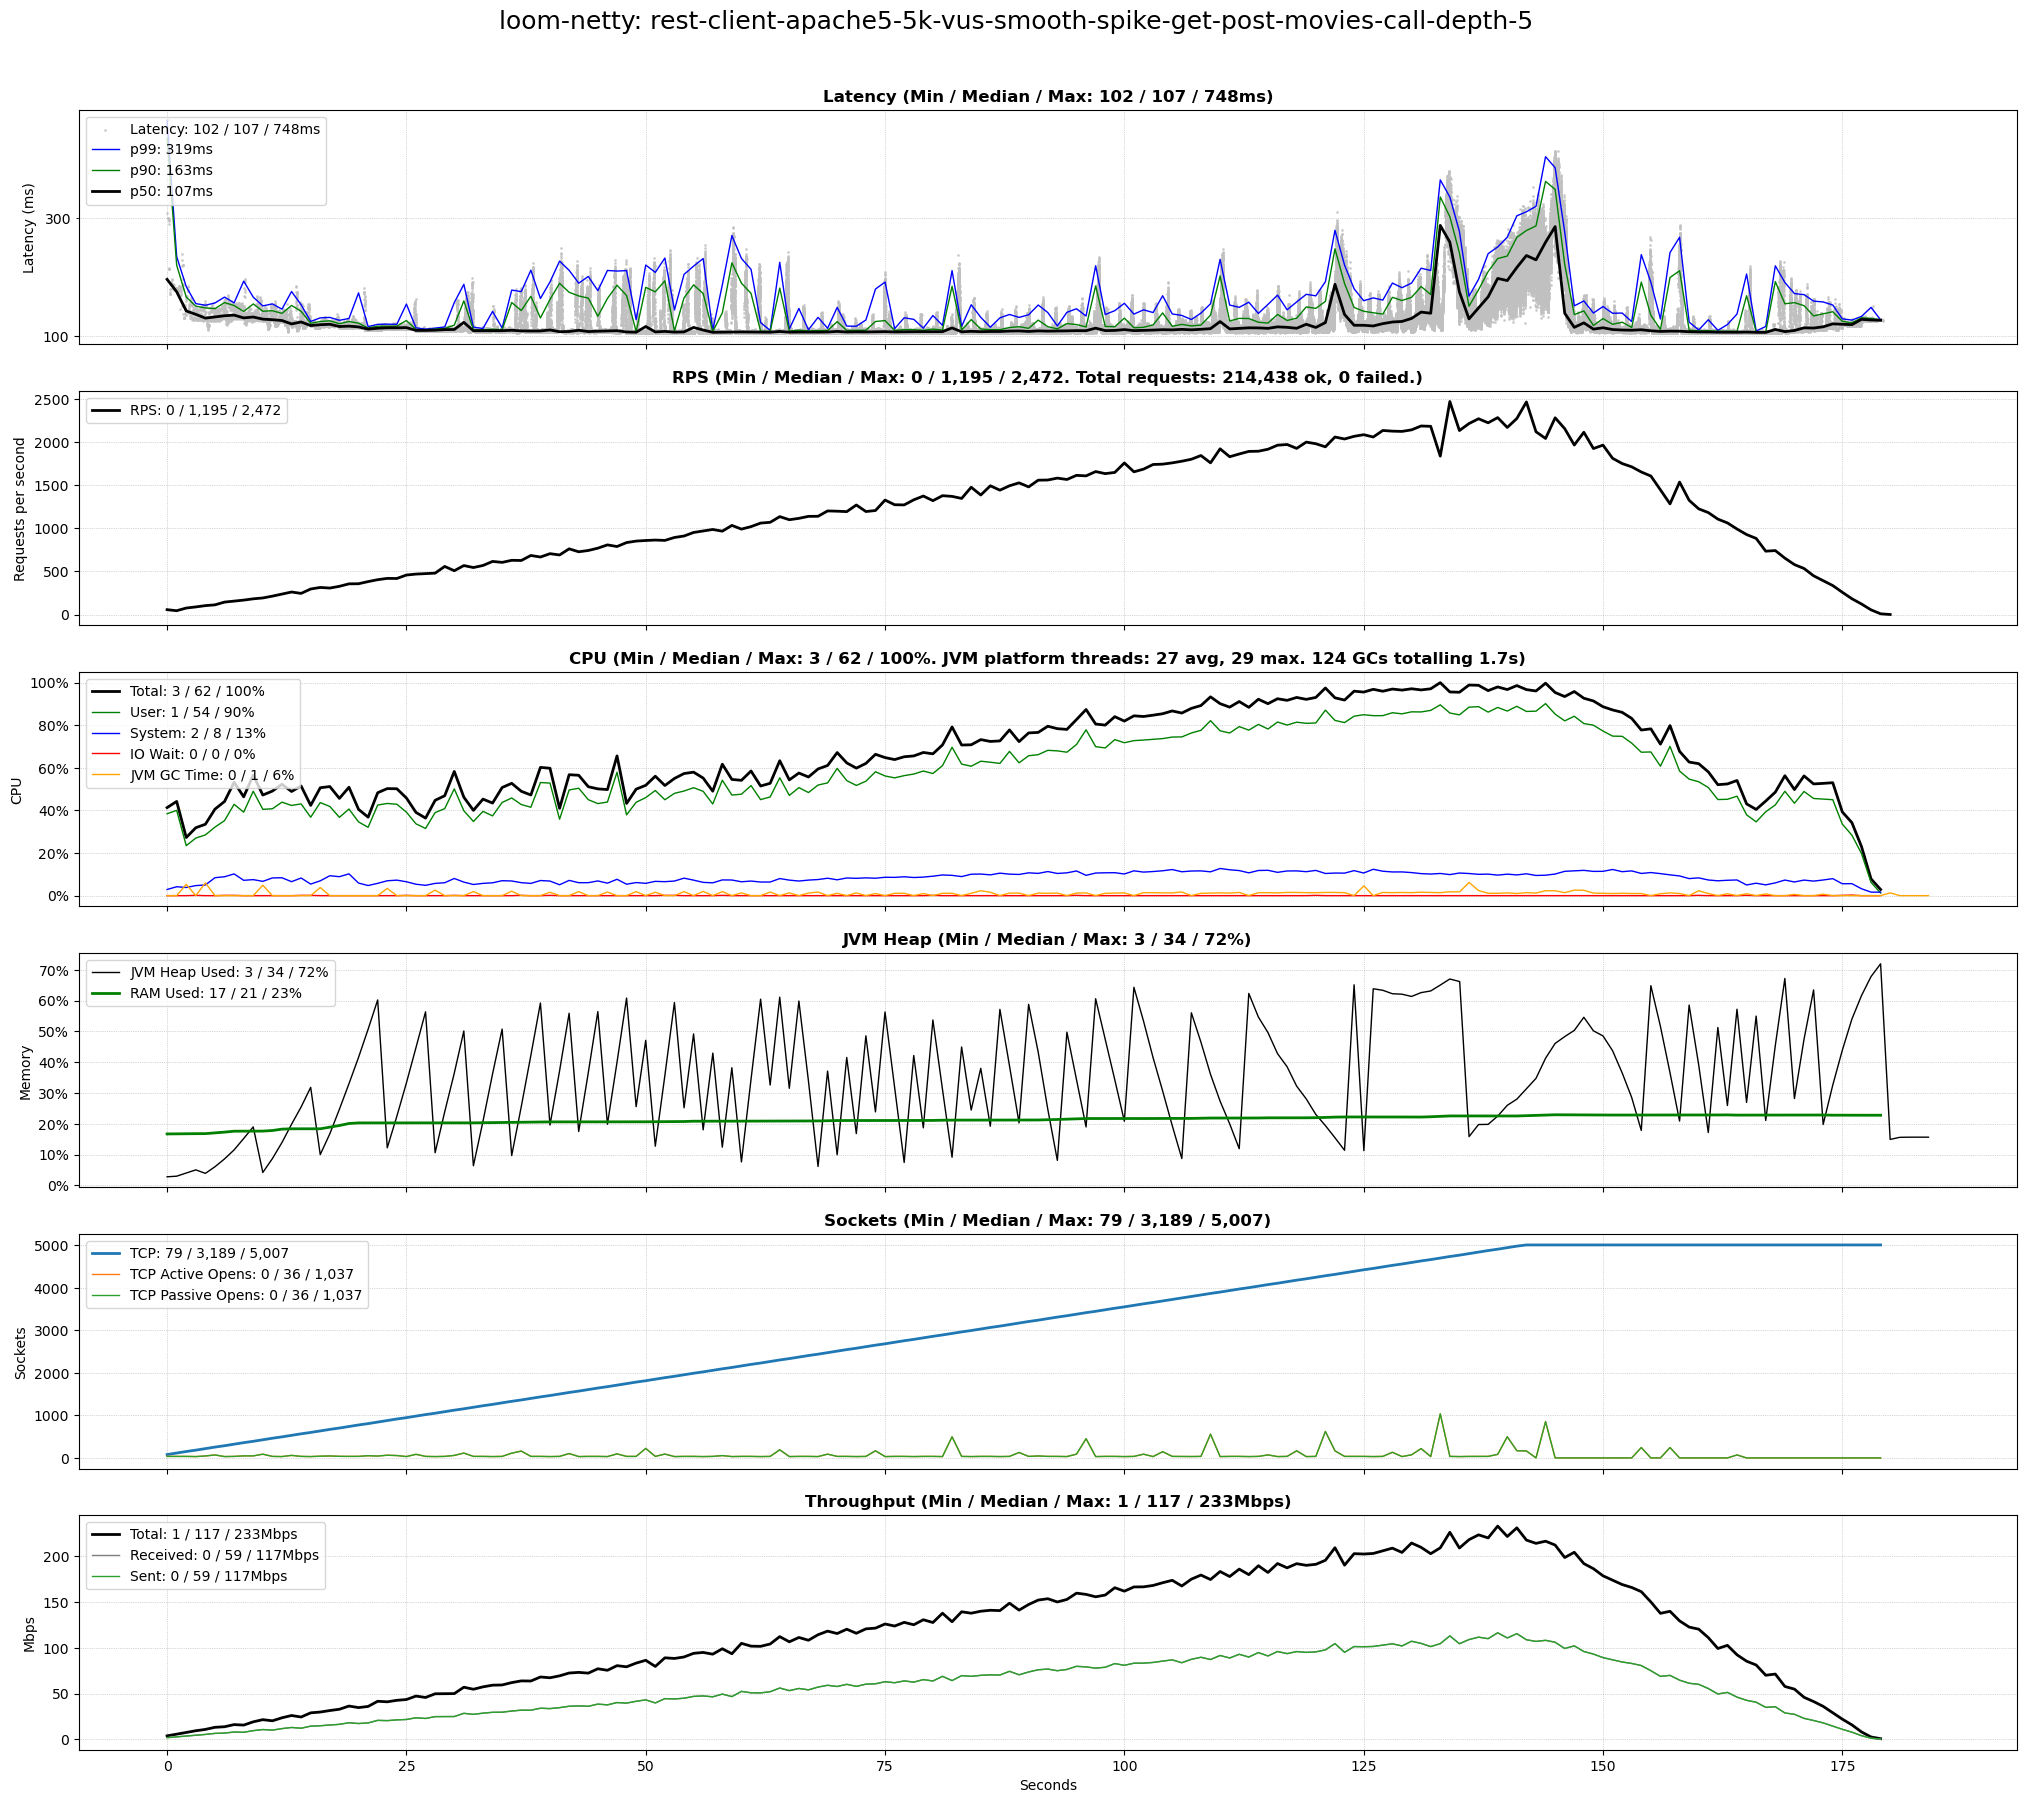 loom-netty: rest-client-apache5-5k-vus-smooth-spike-get-post-movies-call-depth-5
Latency (Min / Median / Max: 102 / 107 / 748ms)
Latency: 102 / 107 / 748ms
p99: 319ms
p90: 163ms
p50: 107ms
Latency (ms)
300
100
RPS (Min / Median / Max: 0 / 1,195 / 2,472. Total requests: 214,438 ok, 0 failed.)
RPS: 0 / 1,195 / 2,472
Requests per second
2500
2000
1500
1000
500
0
CPU (Min / Median / Max: 3 / 62 / 100%. JVM platform threads: 27 avg, 29 max. 124 GCs totalling 1.7s)
Total: 3 / 62 / 100%
User: 1 / 54 / 90%
System: 2 / 8 / 13%
IO Wait: 0 / 0 / 0%
JVM GC Time: 0 / 1 / 6%
CPU
100%
80%
60%
40%
20%
0%
JVM Heap (Min / Median / Max: 3 / 34 / 72%)
JVM Heap Used: 3 / 34 / 72%
RAM Used: 17 / 21 / 23%
Memory
70%
60%
50%
40%
30%
20%
10%
0%
Sockets (Min / Median / Max: 79 / 3,189 / 5,007)
TCP: 79 / 3,189 / 5,007
TCP Active Opens: 0 / 36 / 1,037
TCP Passive Opens: 0 / 36 / 1,037
Sockets
5000
4000
3000
2000
1000
0
Throughput (Min / Median / Max: 1 / 117 / 233Mbps)
Total: 1 / 117 / 233Mbps
Received: 0 / 59 / 117Mbps
Sent: 0 / 59 / 117Mbps
Mbps
200
150
100
50
0
0 25 50 75 100 125 150 175
Seconds